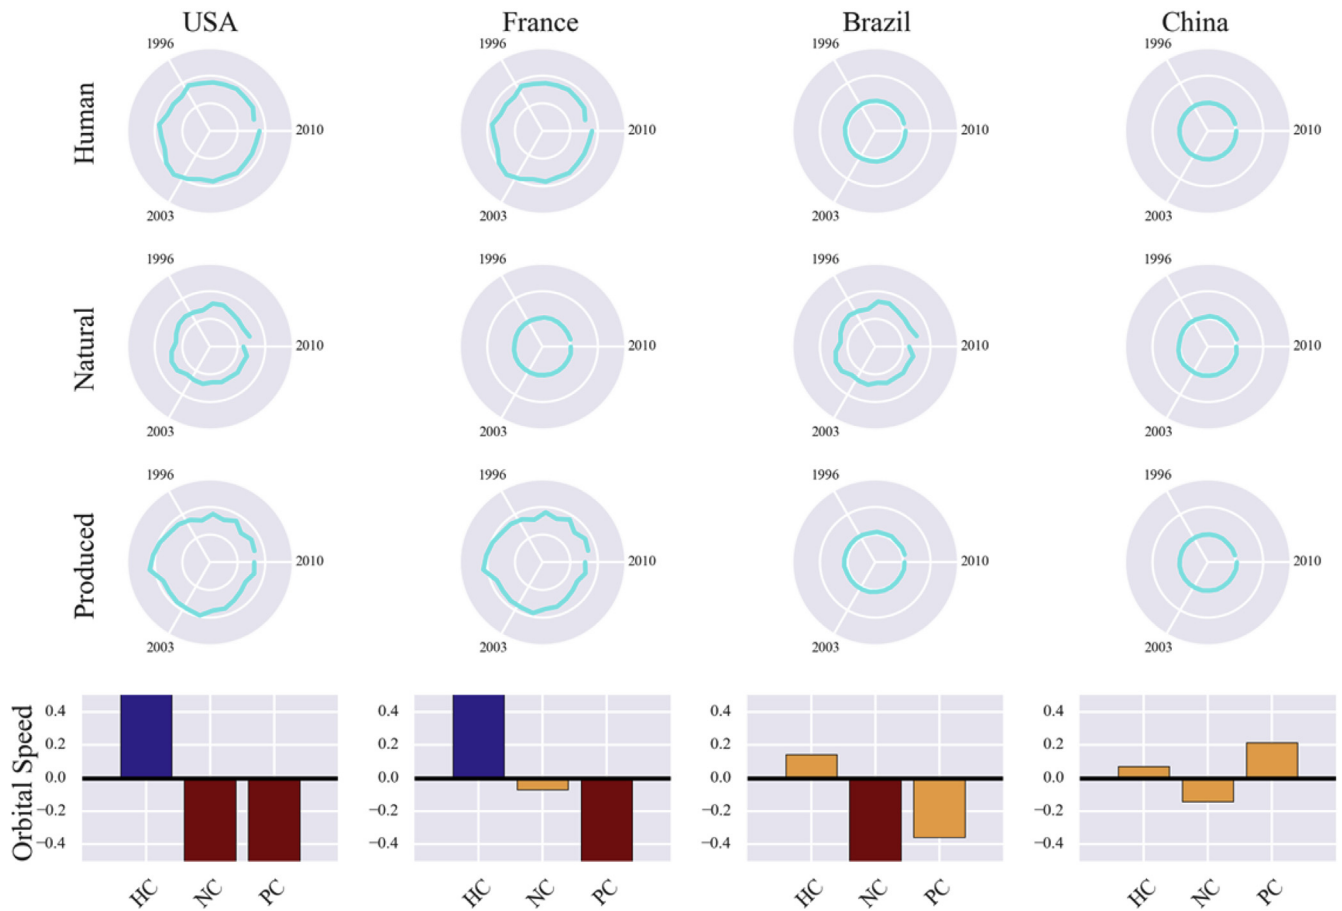 USA France Brazil China
1996 1996 1996 1996
Human
2010 2010 2010 2010
2003 2003 2003 2003
1996 1996 1996 1996
Natural
2010 2010 2010 2010
2003 2003 2003 2003
1996 1996 1996 1996
Produced
2010 2010 2010 2010
2003 2003 2003 2003
Orbital Speed
0.4 0.4 0.4 0.4
0.2 0.2 0.2 0.2
0.0 0.0 0.0 0.0
−0.2 −0.2 −0.2 −0.2
−0.4 −0.4 −0.4 −0.4
HC NC PC HC NC PC HC NC PC HC NC PC